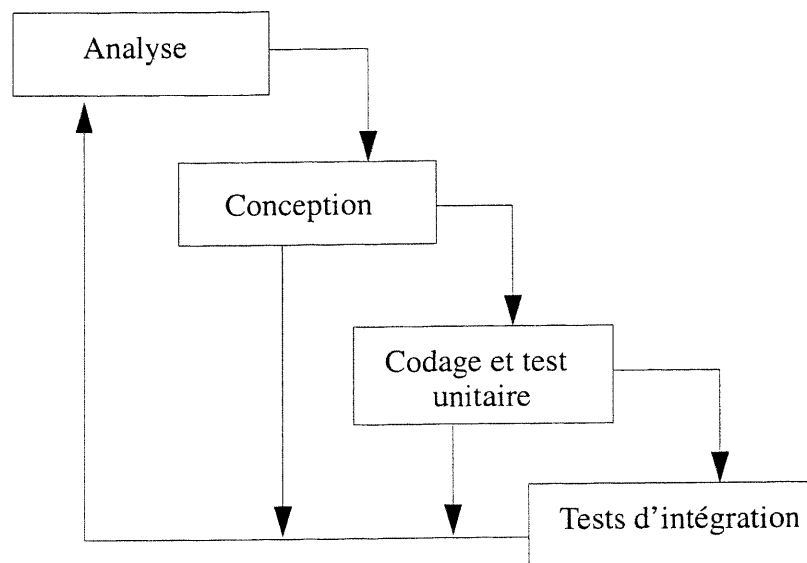 Analyse
Conception
Codage et test
unitaire
Tests d'intégration